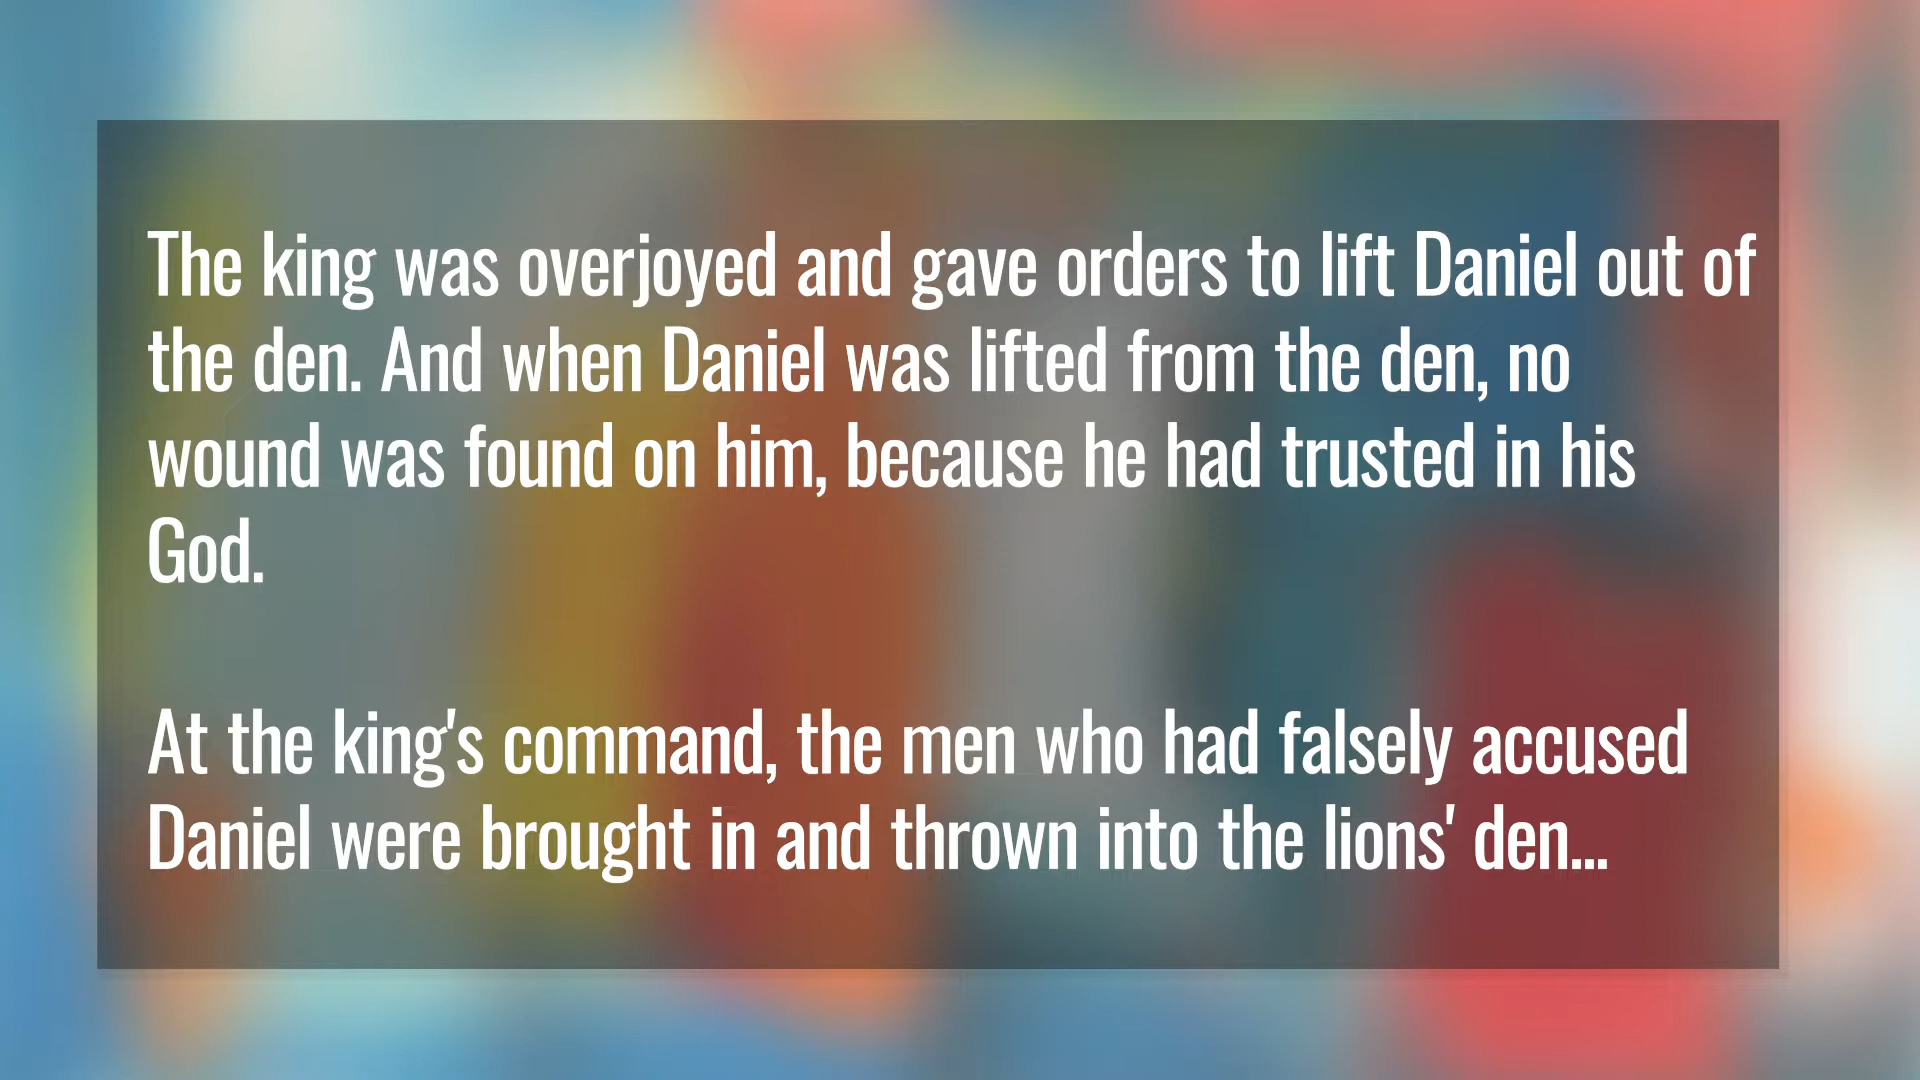 The king was overjoyed and gave orders to lift Daniel out of
the den. And when Daniel was lifted from the den, no
wound was found on him, because he had trusted in his
God.
At the king's command, the men who had falsely accused
Daniel were brought in and thrown into the lions' den...